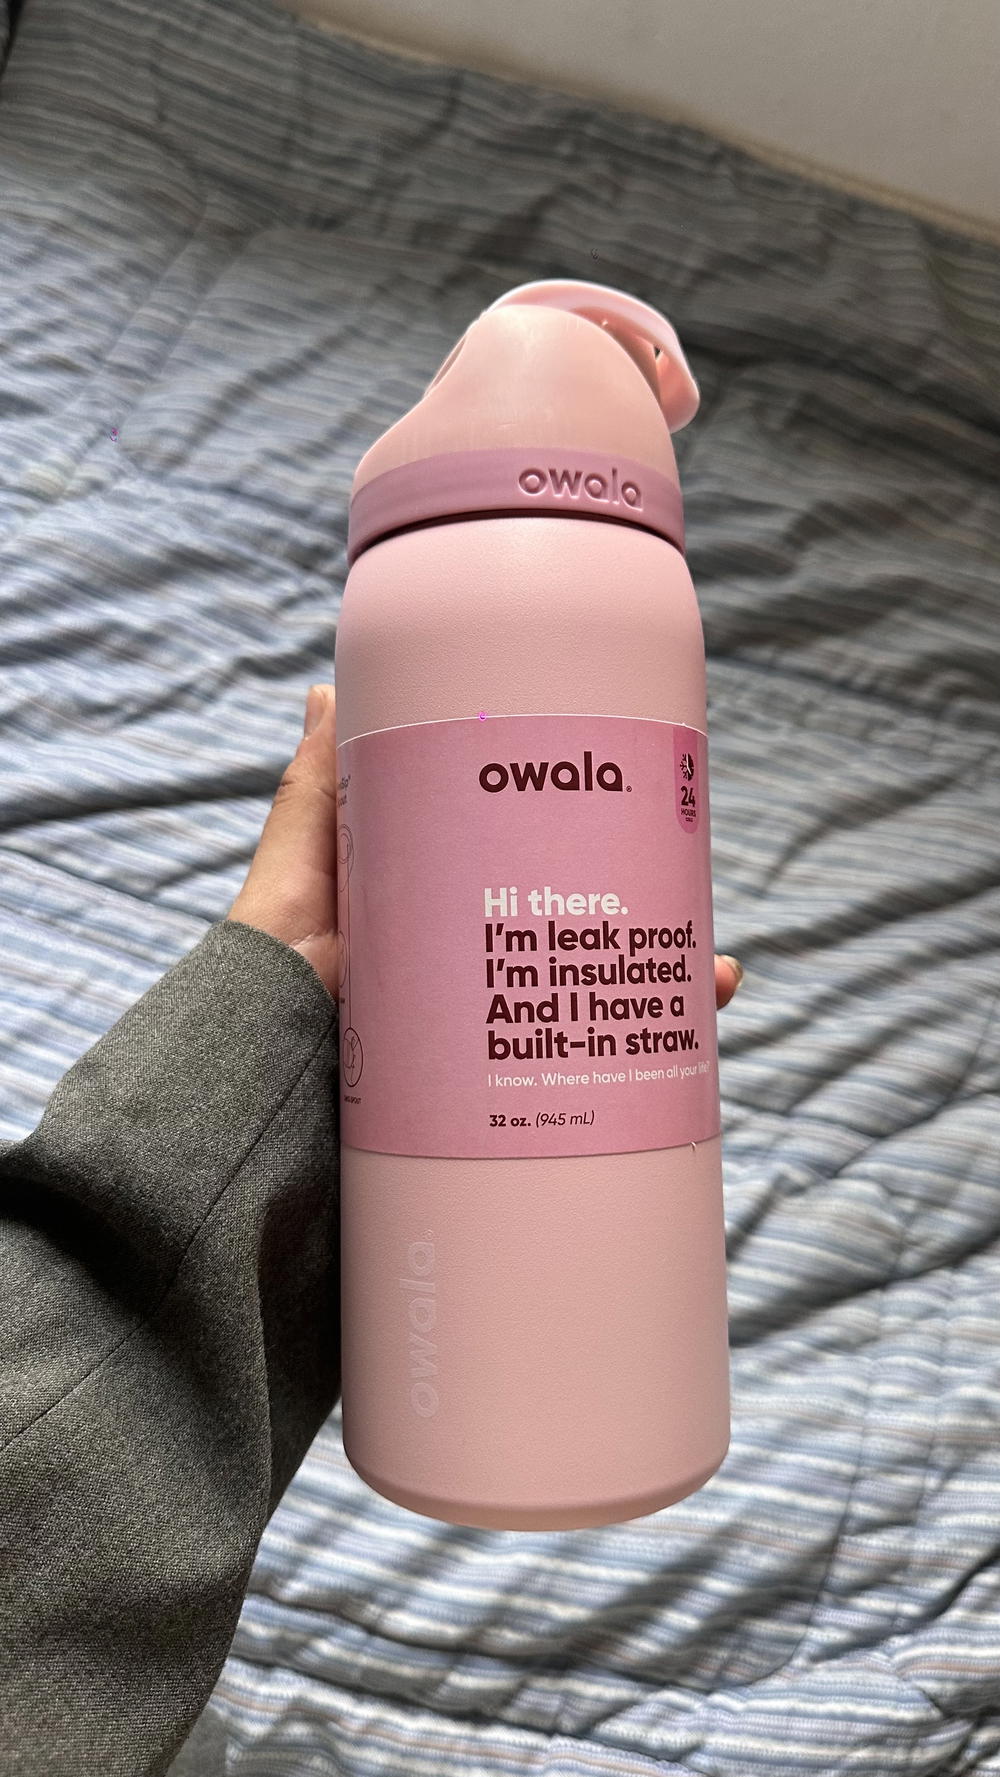 owala
owala®
24
HOURS
COLD
Hi there.
I'm leak proof.
I'm insulated.
And I have a
built-in straw.
I know. Where have I been all your life?
32 oz. (945 mL)
owala